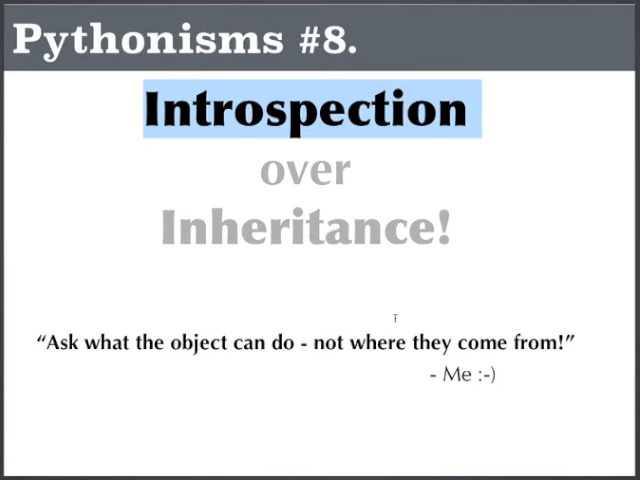 Pythonisms #8.
Introspection
over
Inheritance!
“Ask what the object can do - not where they come from!”
- Me :-)